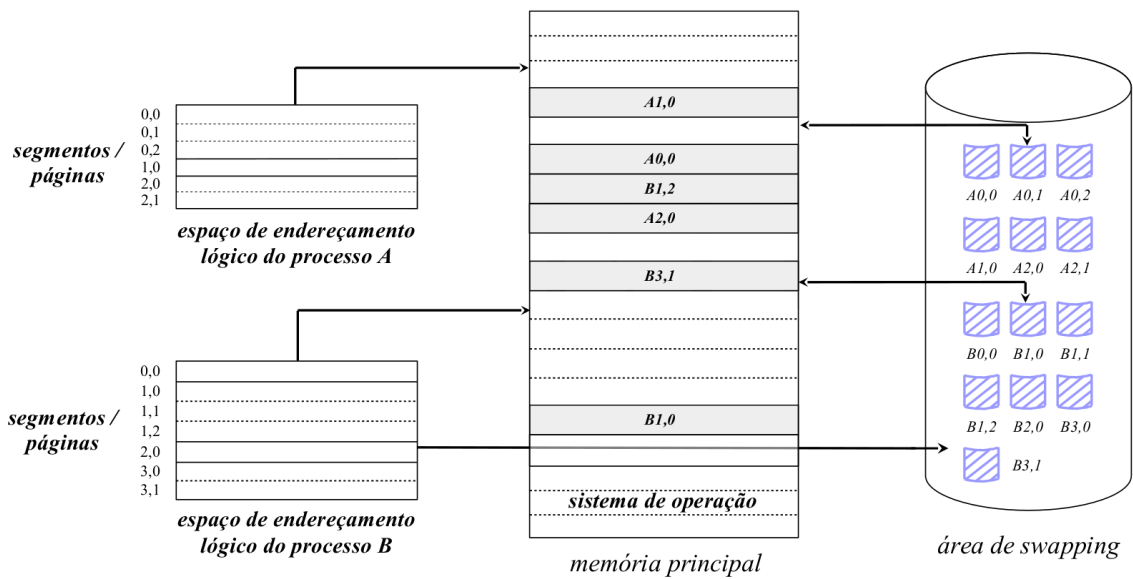 segmentos /
páginas
0,0
0,1
0,2
1,0
2,0
2,1
espaço de endereçamento
lógico do processo A
segmentos /
páginas
0,0
1,0
1,1
1,2
2,0
3,0
3,1
espaço de endereçamento
lógico do processo B
A1,0
A0,0
B1,2
A2,0
B3,1
B1,0
sistema de operação
memória principal
A0,0 A0,1 A0,2
A1,0 A2,0 A2,1
B0,0 B1,0 B1,1
B1,2 B2,0 B3,0
B3,1
área de swapping